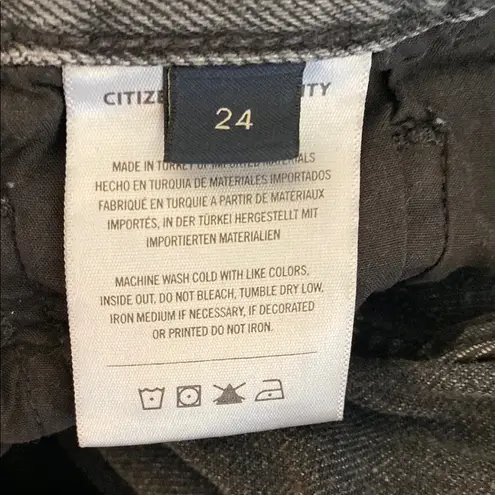 CITIZE ITY
24
MADE IN TURKEY OF IMPORTED MATERIALS
HECHO EN TURQUIA DE MATERIALES IMPORTADOS
FABRIQUÉ EN TURQUIE A PARTIR DE MATERIAUX
IMPORTÉS, IN DER TÜRKEI HERGESTELLT MIT
IMPORTIERTEN MATERIALIEN
MACHINE WASH COLD WITH LIKE COLORS,
INSIDE OUT, DO NOT BLEACH, TUMBLE DRY LOW,
IRON MEDIUM IF NECESSARY, IF DECORATED
OR PRINTED DO NOT IRON.